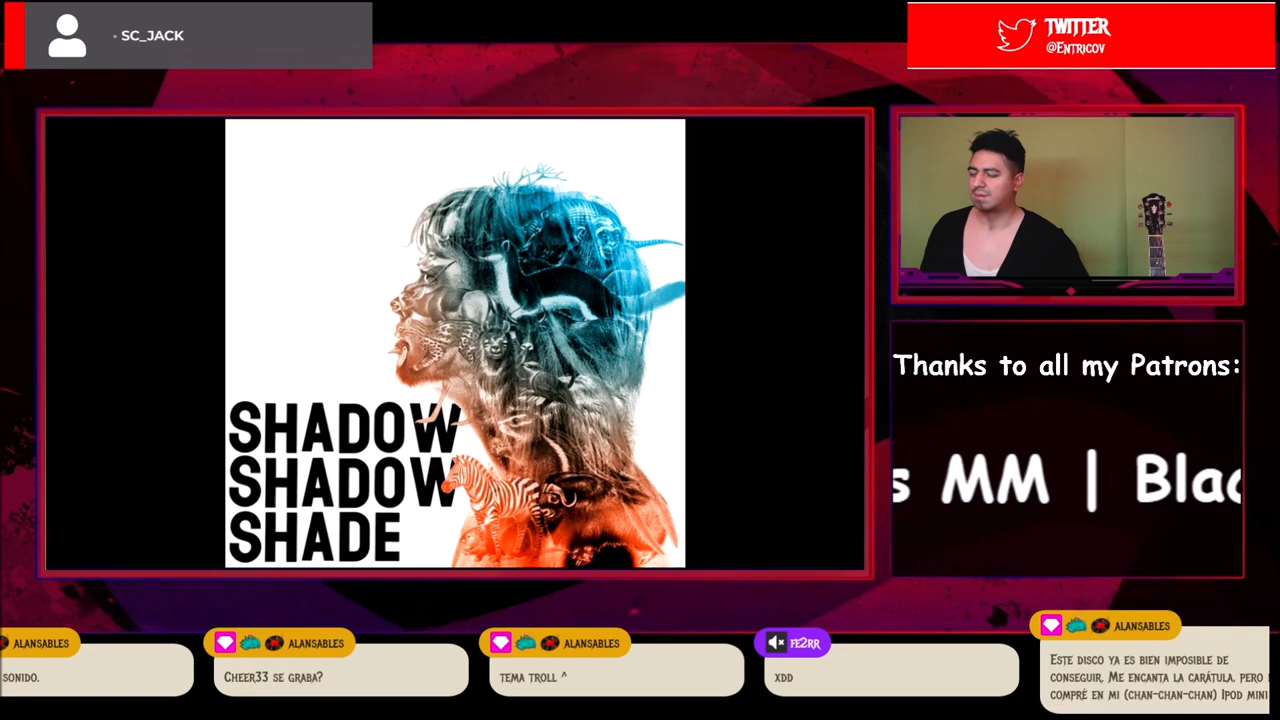 • SC_JACK
TWITTER
@Entricov
SHADOW
SHADOW
SHADE
Thanks to all my Patrons:
s MM | Blac
ALANSABLES
SONIDO.
ALANSABLES
Cheer33 SE GRABA?
ALANSABLES
TEMA TROLL ^
FE2RR
XDD
ALANSABLES
ESTE DISCO YA ES BIEN IMPOSIBLE DE
CONSEGUIR, ME ENCANTA LA CARÁTULA, PERO
COMPRÉ EN MI (CHAN-CHAN-CHAN) IPOD MINI